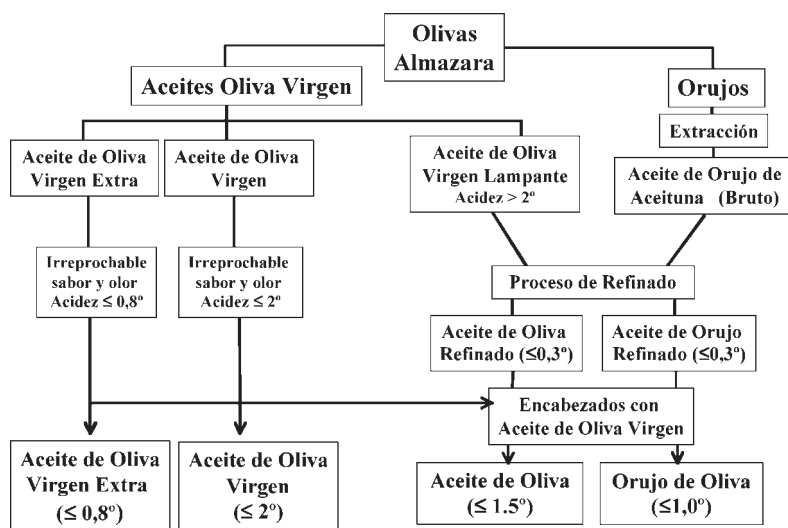 Olivas
Almazara
Aceites Oliva Virgen
Orujos
Extracción
Aceite de Oliva
Virgen Extra
Aceite de Oliva
Virgen
Aceite de Oliva
Virgen Lampante
Acidez > 2º
Aceite de Orujo de
Aceituna (Bruto)
Irreprochable
sabor y olor
Acidez ≤ 0,8º
Irreprochable
sabor y olor
Acidez ≤ 2º
Proceso de Refinado
Aceite de Oliva
Refinado (≤0,3º)
Aceite de Orujo
Refinado (≤0,3º)
Encabezados con
Aceite de Oliva Virgen
Aceite de Oliva
Virgen Extra
(≤ 0,8º)
Aceite de Oliva
Virgen
(≤ 2º)
Aceite de Oliva
(≤ 1.5º)
Orujo de Oliva
(≤1,0º)